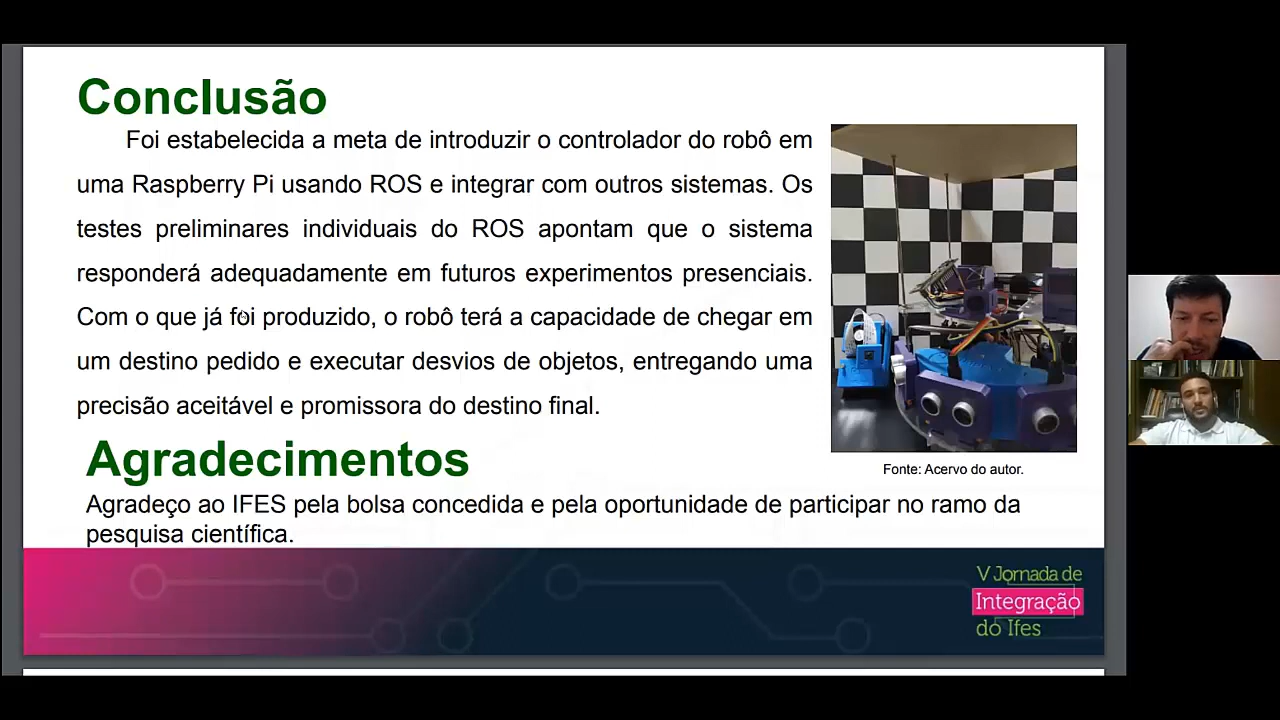 Conclusão
Foi estabelecida a meta de introduzir o controlador do robô em
uma Raspberry Pi usando ROS e integrar com outros sistemas. Os
testes preliminares individuais do ROS apontam que o sistema
responderá adequadamente em futuros experimentos presenciais.
Com o que já foi produzido, o robô terá a capacidade de chegar em
um destino pedido e executar desvios de objetos, entregando uma
precisão aceitável e promissora do destino final.
Fonte: Acervo do autor.
Agradecimentos
Agradeço ao IFES pela bolsa concedida e pela oportunidade de participar no ramo da
pesquisa científica.
V Jornada de
Integração
do Ifes